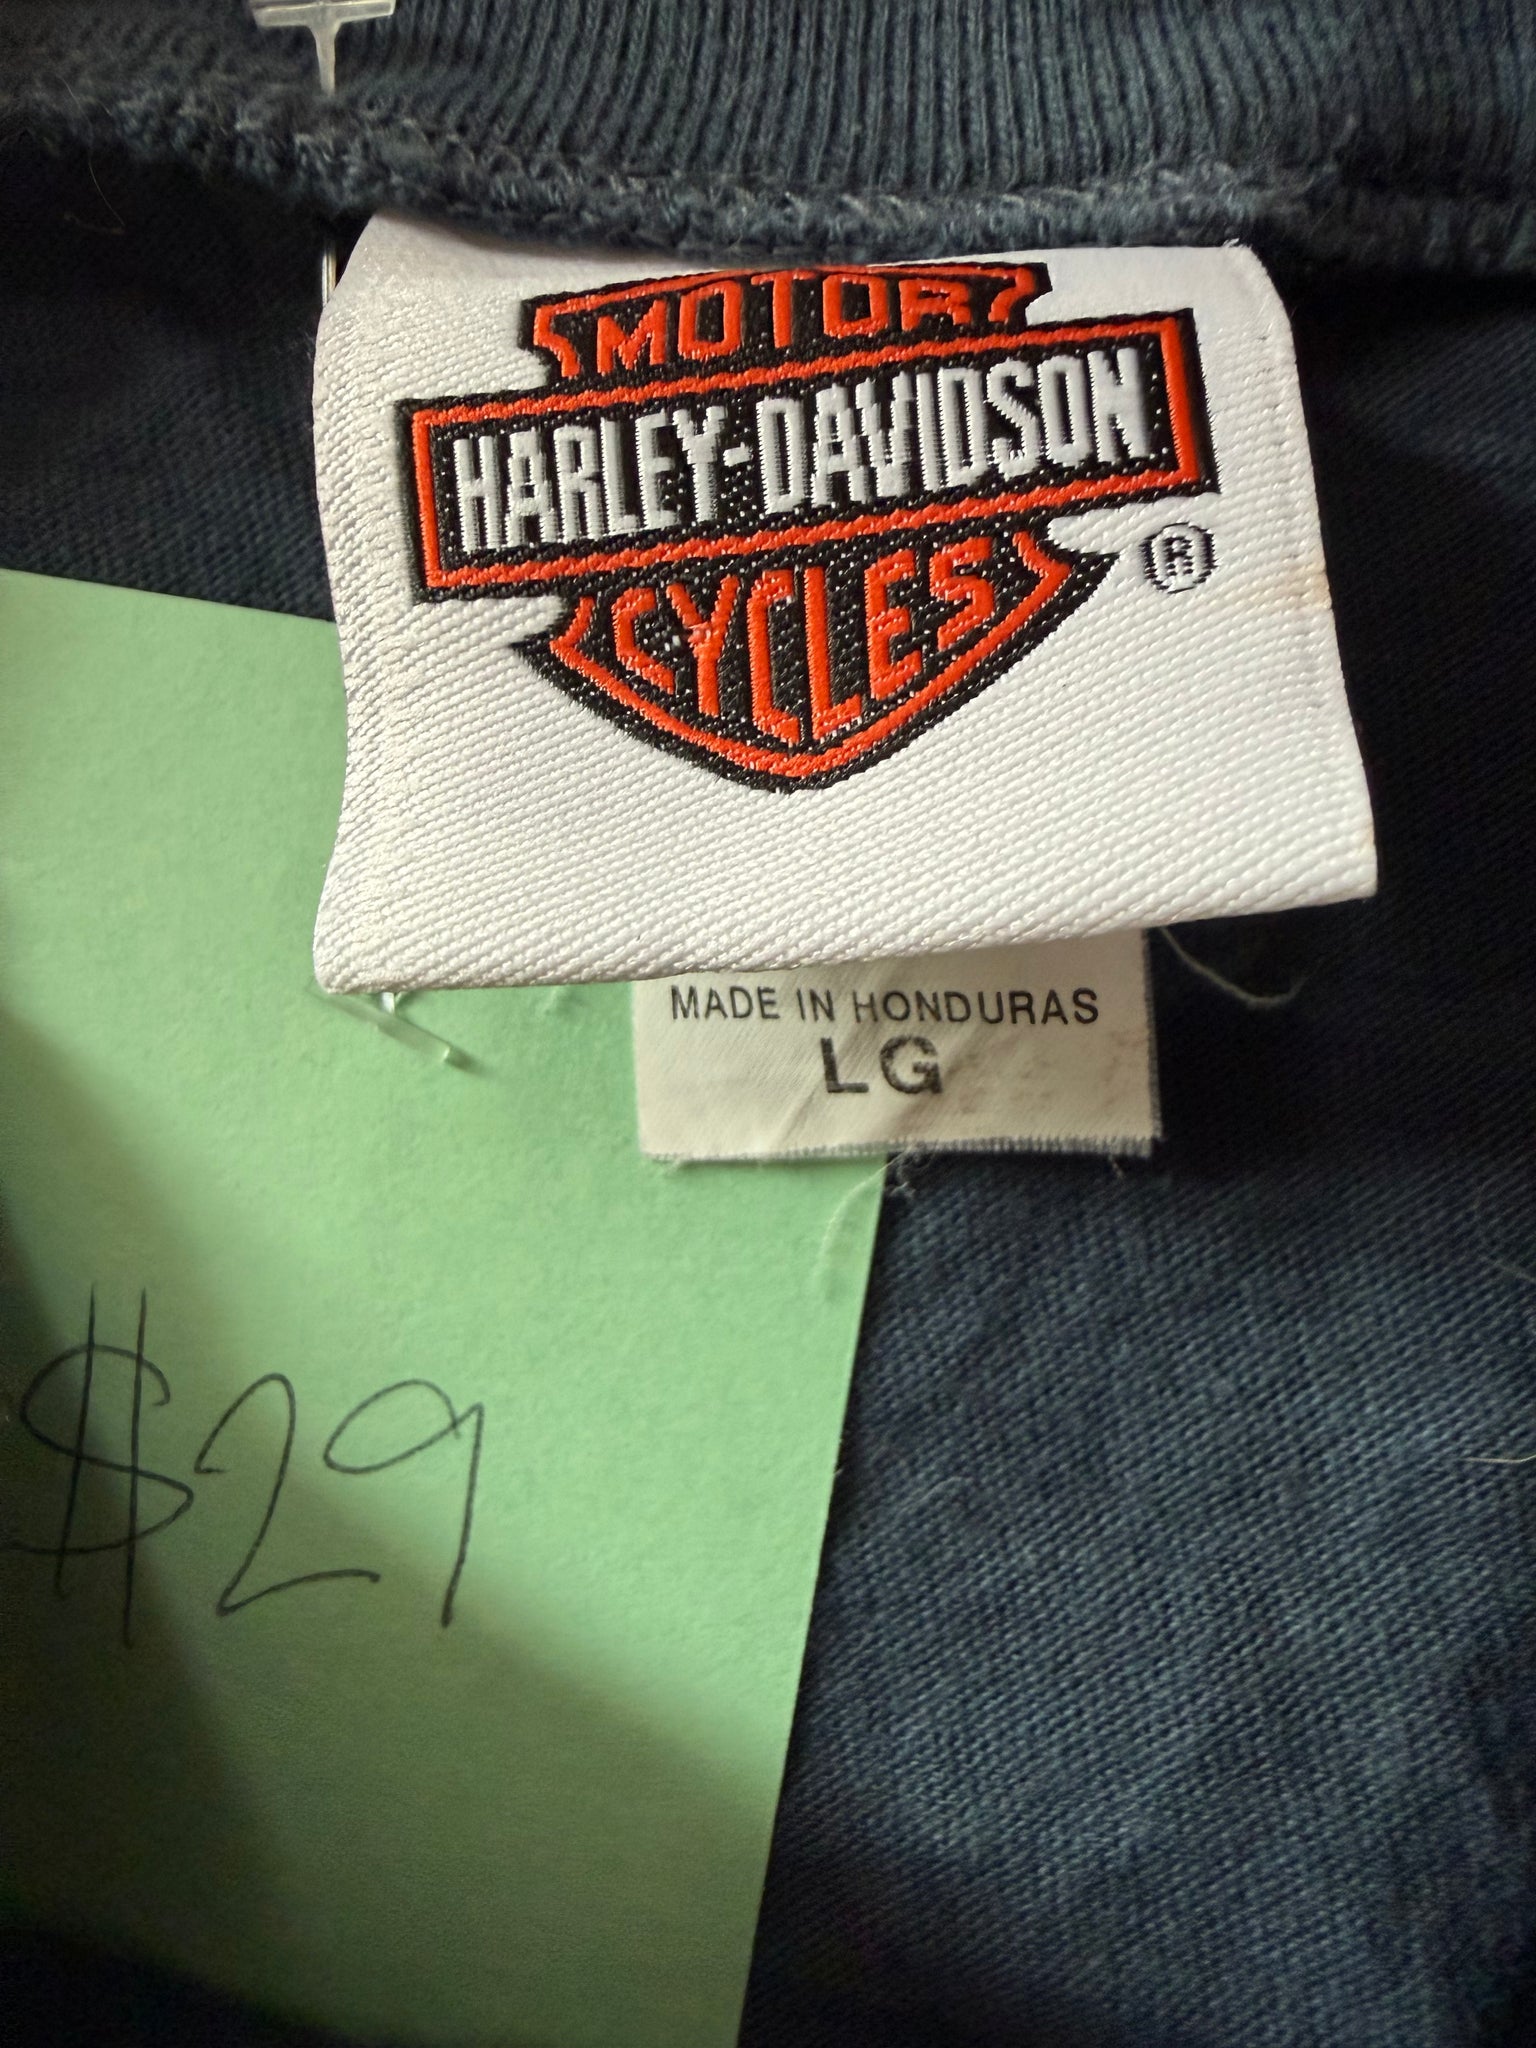 MOTOR
HARLEY-DAVIDSON
CYCLES
®
MADE IN HONDURAS
LG
$29